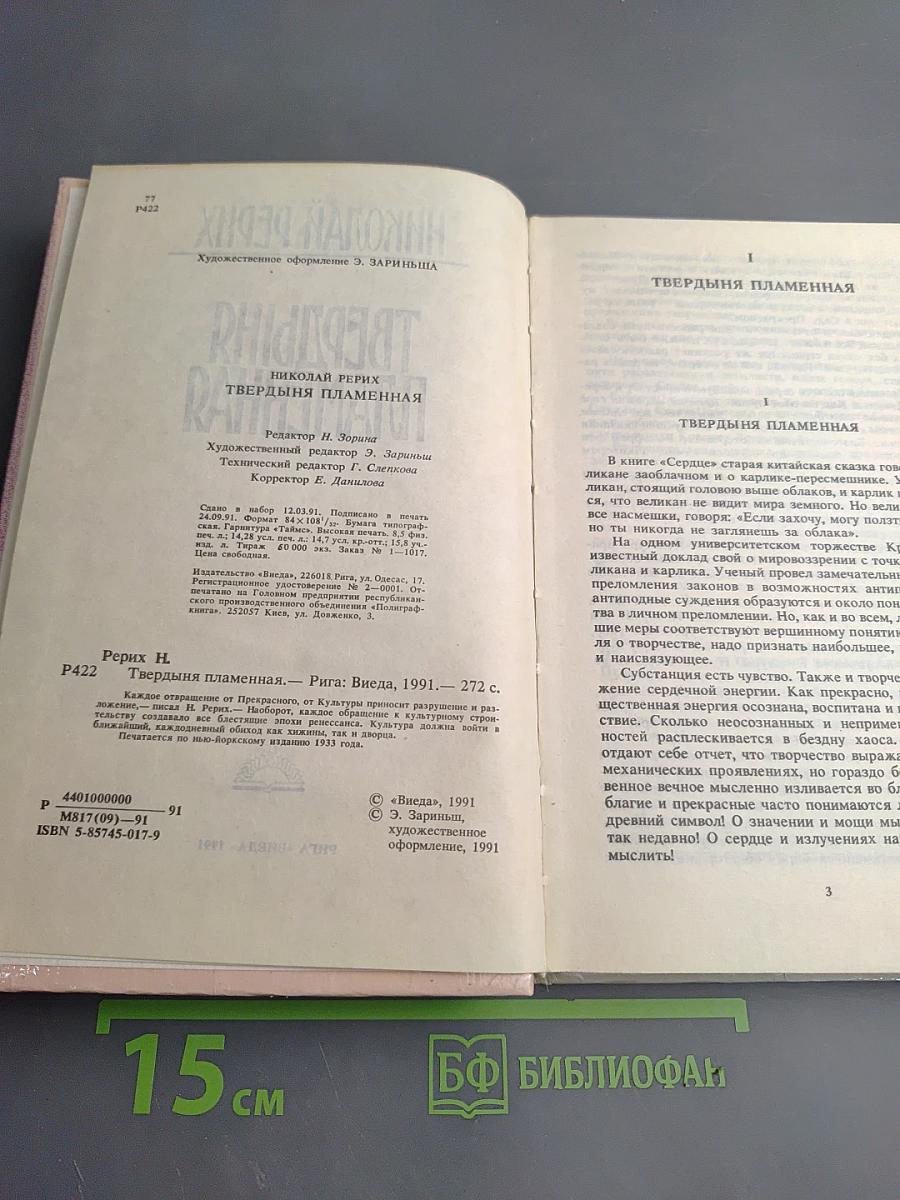 77
Р422
НИКОЛАЙ РЕРИХ
Художественное оформление Э. ЗАРИНЬША
ТВЕРДЫНЯ
ПЛАМЕННАЯ
НИКОЛАЙ РЕРИХ
ТВЕРДЫНЯ ПЛАМЕННАЯ
Редактор Н. Зорина
Художественный редактор Э. Зариньш
Технический редактор Г. Слепкова
Корректор Е. Данилова
Сдано в набор 12.03.91. Подписано в печать
24.09.91. Формат 84×108¹/₃₂. Бумага типограф-
ская. Гарнитура «Таймс». Высокая печать. 8,5 физ.
печ. л.; 14,28 усл. печ. л.; 14,7 усл. кр.-отт.; 15,8 уч.-
изд. л. Тираж 60 000 экз. Заказ № 1—1017.
Цена свободная.
Издательство «Виеда», 226018 Рига, ул. Одесас, 17.
Регистрационное удостоверение № 2—0001. От-
печатано на Головном предприятии республикан-
ского производственного объединения «Полиграф-
книга». 252057 Киев, ул. Довженко, 3.
Рерих Н.
Р422 Твердыня пламенная.— Рига: Виеда, 1991.— 272 с.
Каждое отвращение от Прекрасного, от Культуры приносит разрушение и раз-
ложение,— писал Н. Рерих.— Наоборот, каждое обращение к культурному строи-
тельству создавало все блестящие эпохи ренессанса. Культура должна войти в
ближайший, каждодневный обиход как хижины, так и дворца.
Печатается по нью-йоркскому изданию 1933 года.
Р 4401000000 91
М817(09)—91
ISBN 5-85745-017-9
© «Виеда», 1991
© Э. Зариньш,
художественное
оформление, 1991
РИГА «ВИЕДА» 1991
I
ТВЕРДЫНЯ ПЛАМЕННАЯ
I
ТВЕРДЫНЯ ПЛАМЕННАЯ
В книге «Сердце» старая китайская сказка гово
ликане заоблачном и о карлике-пересмешнике. У
ликан, стоящий головою выше облаков, и карлик
ся, что великан не видит мира земного. Но вели
все насмешки, говоря: «Если захочу, могу ползт
но ты никогда не заглянешь за облака».
На одном университетском торжестве Кр
известный доклад свой о мировоззрении с точк
ликана и карлика. Ученый провел замечательны
преломления законов в возможностях антип
антиподные суждения образуются и около пон
тва в личном преломлении. Но, как и во всем, л
шие меры соответствуют вершинному понятик
ля о творчестве, надо признать наибольшее,
и наисвязующее.
Субстанция есть чувство. Также и творче
жение сердечной энергии. Как прекрасно,
щественная энергия осознана, воспитана и
ствие. Сколько неосознанных и непримен
ностей расплескивается в бездну хаоса.
отдают себе отчет, что творчество выража
механических проявлениях, но гораздо б
венное вечное мысленно изливается во бл
благие и прекрасные часто понимаются л
древний символ! О значении и мощи мы
так недавно! О сердце и излучениях на
мыслить!
3
15 см
БФ БИБЛИОФАН